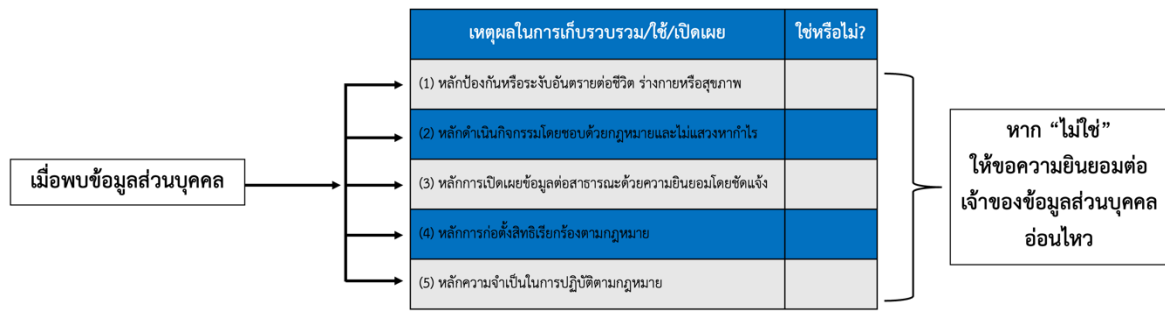 เหตุผลในการเก็บรวบรวม/ใช้/เปิดเผย
ใช่หรือไม่?
เมื่อพบข้อมูลส่วนบุคคล
(1) หลักป้องกันหรือระงับอันตรายต่อชีวิต ร่างกายหรือสุขภาพ
(2) หลักดำเนินกิจกรรมโดยชอบด้วยกฎหมายและไม่แสวงหากำไร
(3) หลักการเปิดเผยข้อมูลต่อสาธารณะด้วยความยินยอมโดยชัดแจ้ง
(4) หลักการก่อตั้งสิทธิเรียกร้องตามกฎหมาย
(5) หลักความจำเป็นในการปฏิบัติตามกฎหมาย
หาก “ไม่ใช่”
ให้ขอความยินยอมต่อ
เจ้าของข้อมูลส่วนบุคคล
อ่อนไหว